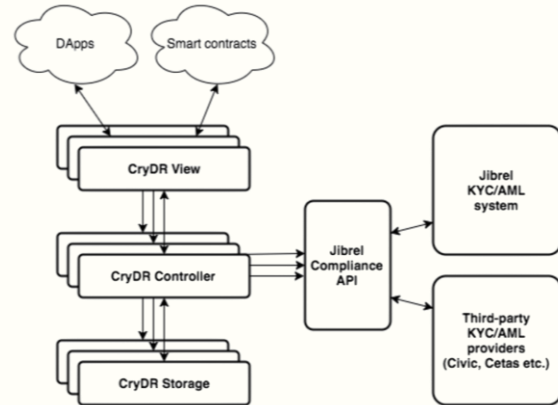 DApps
Smart contracts
CryDR View
CryDR Controller
CryDR Storage
Jibrel
Compliance
API
Jibrel
KYC/AML
system
Third-party
KYC/AML
providers
(Civic, Cetas etc.)